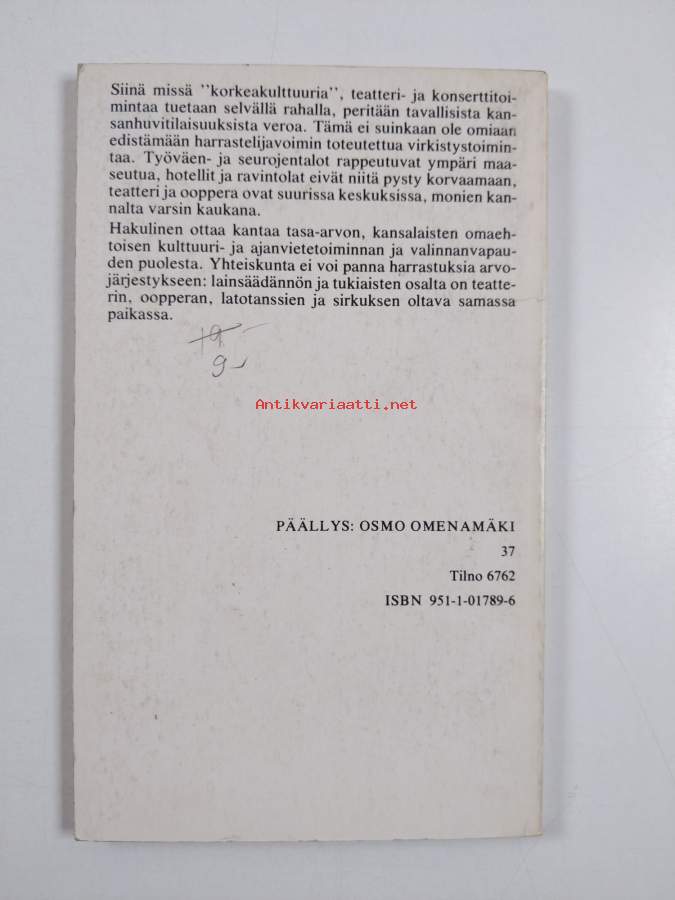 Siinä missä "korkeakulttuuria", teatteri- ja konserttitoi-
mintaa tuetaan selvällä rahalla, peritään tavallisista kan-
sanhuvitilaisuuksista veroa. Tämä ei suinkaan ole omiaan
edistämään harrastelijavoimin toteutettua virkistystoimin-
taa. Työväen- ja seurojentalot rappeutuvat ympäri maa-
seutua, hotellit ja ravintolat eivät niitä pysty korvaamaan,
teatteri ja ooppera ovat suurissa keskuksissa, monien kan-
nalta varsin kaukana.
Hakulinen ottaa kantaa tasa-arvon, kansalaisten omaeh-
toisen kulttuuri- ja ajanvietetoiminnan ja valinnanvapau-
den puolesta. Yhteiskunta ei voi panna harrastuksia arvo-
järjestykseen: lainsäädännön ja tukiaisten osalta on teatte-
rin, oopperan, latotanssien ja sirkuksen oltava samassa
paikassa.
9-
Antikvariaatti.net
PÄÄLLYS: OSMO OMENAMÄKI
37
Tilno 6762
ISBN 951-1-01789-6